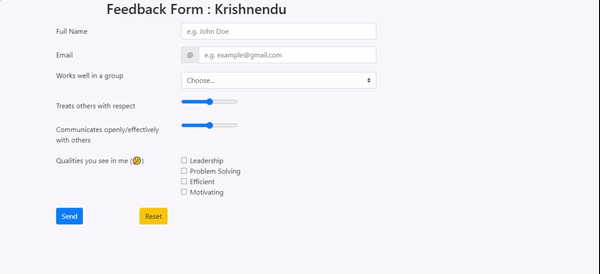 Feedback Form : Krishnendu
Full Name
e.g. John Doe
Email
@ e.g. example@gmail.com
Works well in a group
Choose...
Treats others with respect
Communicates openly/effectively
with others
Qualities you see in me (🤔)
Leadership
Problem Solving
Efficient
Motivating
Send
Reset